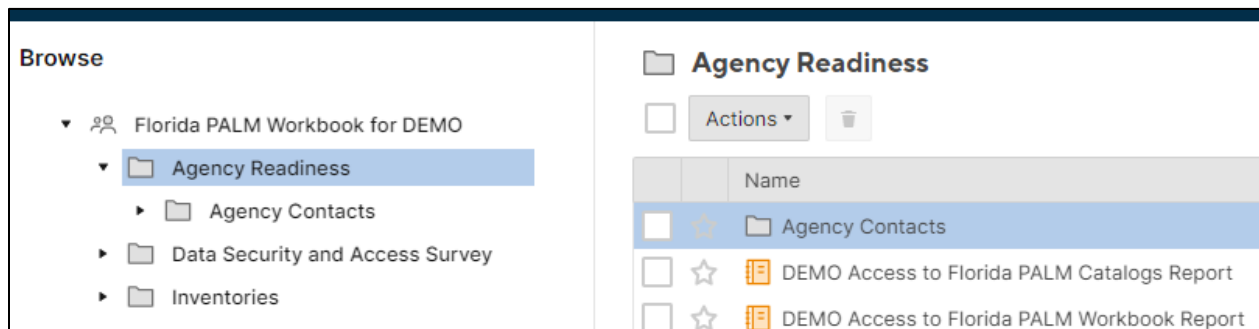 Browse
Florida PALM Workbook for DEMO
Agency Readiness
Agency Contacts
Data Security and Access Survey
Inventories
Agency Readiness
Actions
Name
Agency Contacts
DEMO Access to Florida PALM Catalogs Report
DEMO Access to Florida PALM Workbook Report